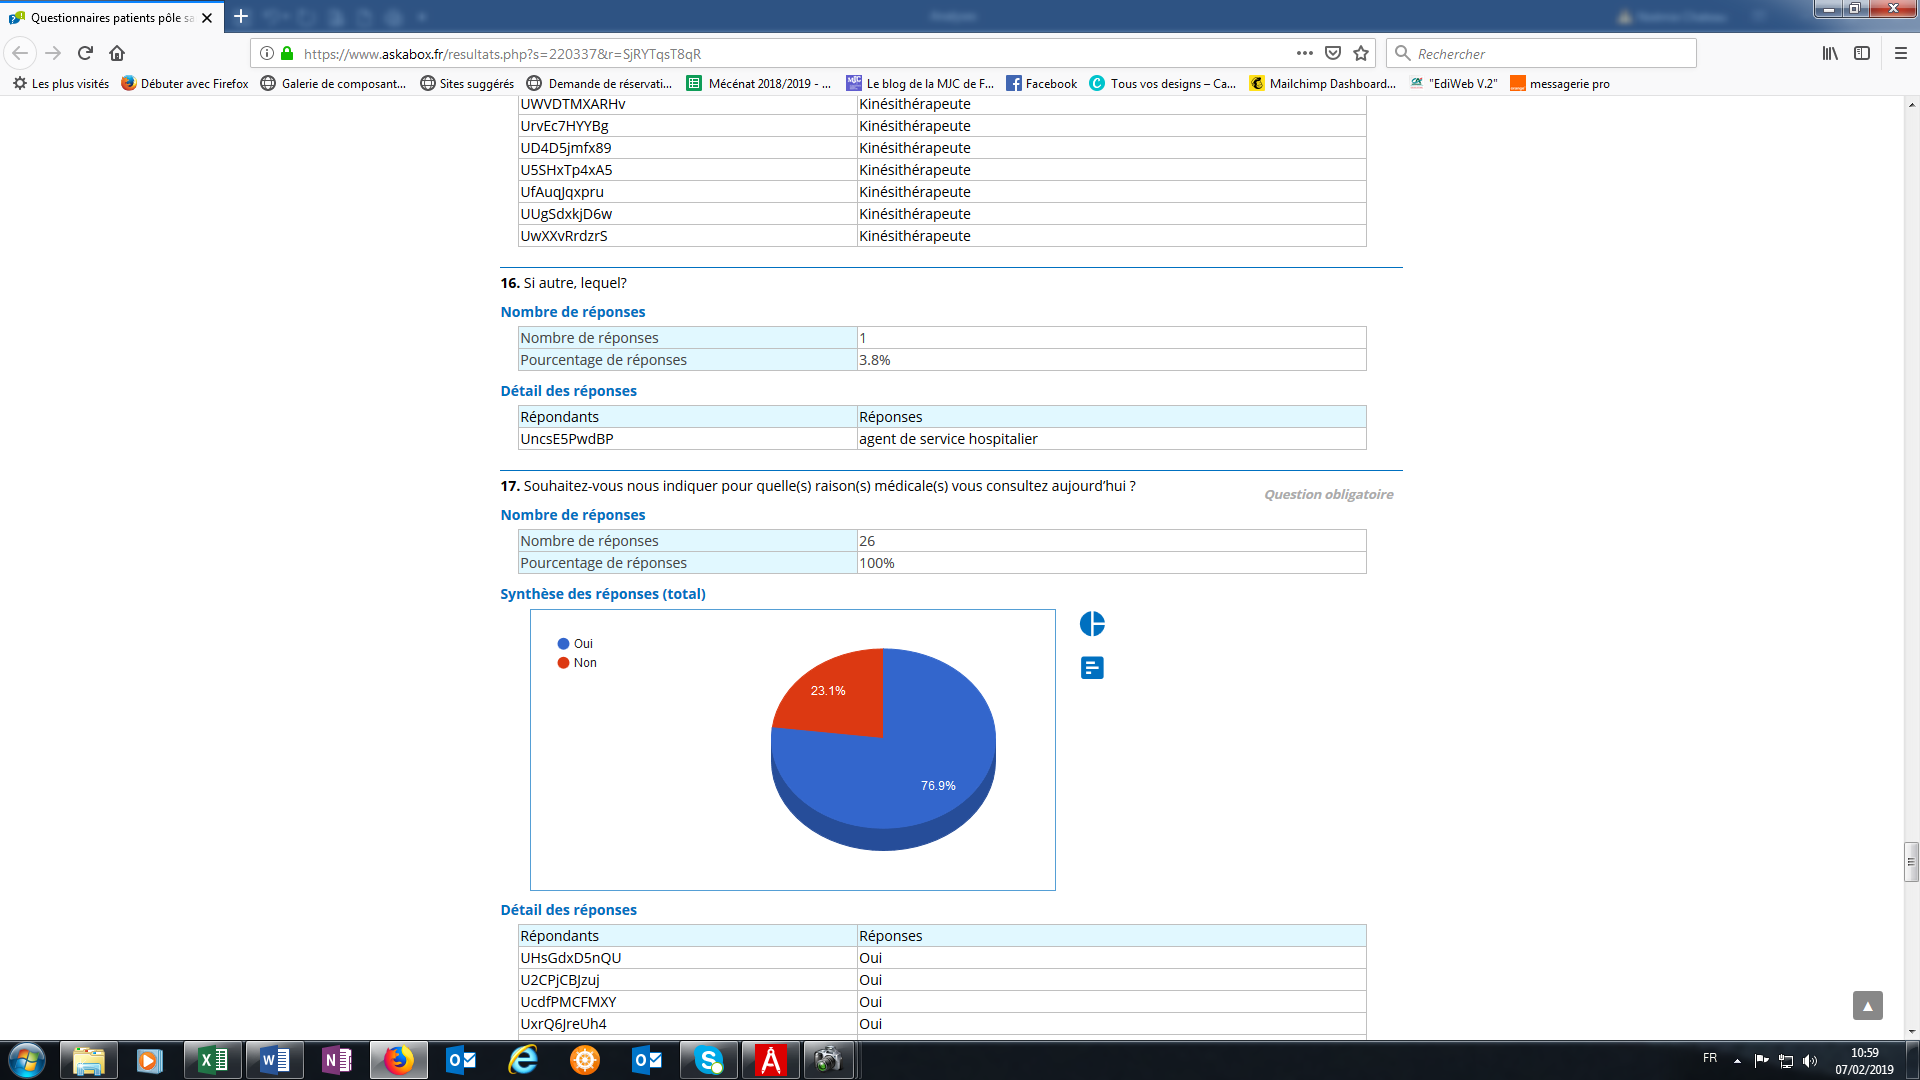 Questionnaires patients pôle sa
https://www.askabox.fr/resultats.php?s=220337&r=SjRYTqsT8qR
Rechercher
Les plus visités Débuter avec Firefox Galerie de composant... Sites suggérés Demande de réservati... Mécénat 2018/2019 - ... Le blog de la MJC de F... Facebook Tous vos designs – Ca... Mailchimp Dashboard... "EdiWeb V.2" messagerie pro
UWVDTMXARHv Kinésithérapeute
UrvEc7HYYBg Kinésithérapeute
UD4D5jmfx89 Kinésithérapeute
U5SHxTp4xA5 Kinésithérapeute
UfAuqJqxpru Kinésithérapeute
UUgSdxkjD6w Kinésithérapeute
UwXXvRrdzrS Kinésithérapeute
16. Si autre, lequel?
Nombre de réponses
Nombre de réponses 1
Pourcentage de réponses 3.8%
Détail des réponses
Répondants Réponses
UncsE5PwdBP agent de service hospitalier
17. Souhaitez-vous nous indiquer pour quelle(s) raison(s) médicale(s) vous consultez aujourd'hui ?
Question obligatoire
Nombre de réponses
Nombre de réponses 26
Pourcentage de réponses 100%
Synthèse des réponses (total)
Oui
Non
23.1%
76.9%
Détail des réponses
Répondants Réponses
UHsGdxD5nQU Oui
U2CPjCBJzuj Oui
UcdfPMCFMXY Oui
UxrQ6JreUh4 Oui
FR
10:59
07/02/2019